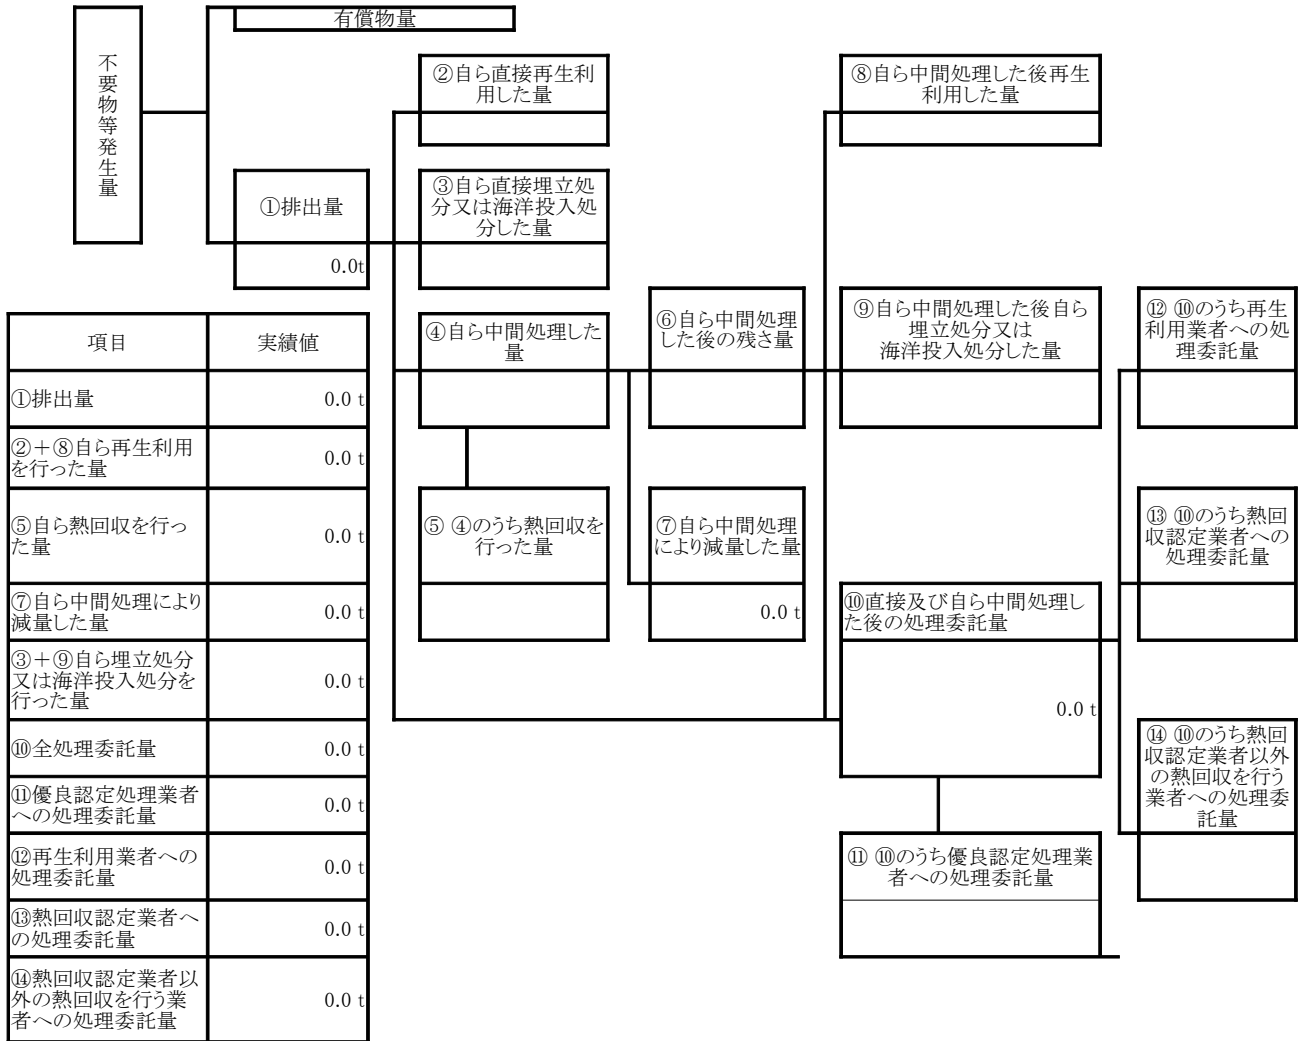 有償物量
不要物等発生量
②自ら直接再生利
用した量
⑧自ら中間処理した後再生
利用した量
①排出量
0.0t
③自ら直接埋立処
分又は海洋投入処
分した量
④自ら中間処理した
量
⑥自ら中間処理
した後の残さ量
⑨自ら中間処理した後自ら
埋立処分又は
海洋投入処分した量
⑫ ⑩のうち再生
利用業者への処
理委託量
⑤ ④のうち熱回収を
行った量
⑦自ら中間処理
により減量した量
0.0 t
⑬ ⑩のうち熱回
収認定業者への
処理委託量
⑩直接及び自ら中間処理し
た後の処理委託量
0.0 t
⑭ ⑩のうち熱回
収認定業者以外
の熱回収を行う
業者への処理委
託量
⑪ ⑩のうち優良認定処理業
者への処理委託量
項目 実績値
①排出量 0.0 t
②+⑧自ら再生利用
を行った量 0.0 t
⑤自ら熱回収を行っ
た量 0.0 t
⑦自ら中間処理により
減量した量 0.0 t
③+⑨自ら埋立処分
又は海洋投入処分を
行った量 0.0 t
⑩全処理委託量 0.0 t
⑪優良認定処理業者
への処理委託量 0.0 t
⑫再生利用業者への
処理委託量 0.0 t
⑬熱回収認定業者へ
の処理委託量 0.0 t
⑭熱回収認定業者以
外の熱回収を行う業
者への処理委託量 0.0 t